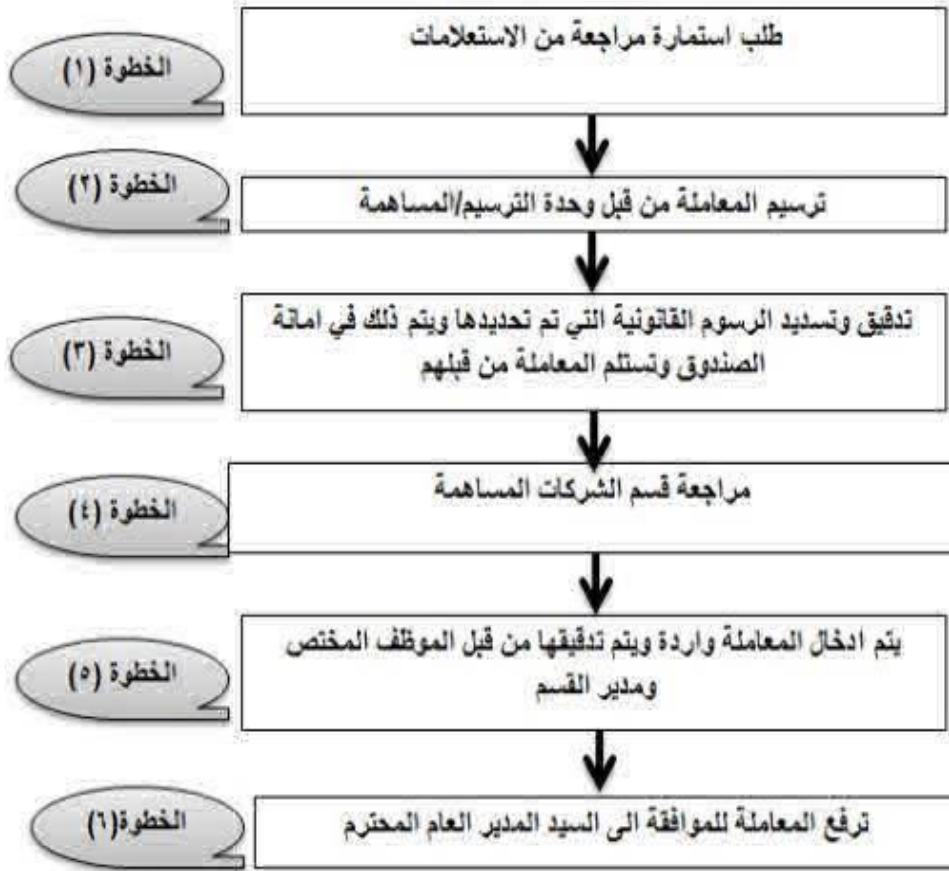 الخطوة (١)
طلب استمارة مراجعة من الاستعلامات
الخطوة (٢)
ترسيم المعاملة من قبل وحدة الترسيم/المساهمة
الخطوة (٣)
تدقيق وتسديد الرسوم القانونية التي تم تحديدها ويتم ذلك في امانة
الصندوق وتستلم المعاملة من قبلهم
الخطوة (٤)
مراجعة قسم الشركات المساهمة
الخطوة (٥)
يتم ادخال المعاملة واردة ويتم تدقيقها من قبل الموظف المختص
ومدير القسم
الخطوة(٦)
ترفع المعاملة للموافقة الى السيد المدير العام المحترم